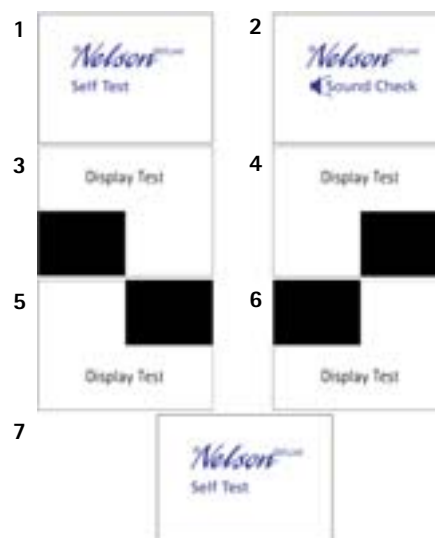 1
Nelson
Self Test
2
Nelson
Sound Check
3
Display Test
4
Display Test
5
Display Test
6
Display Test
7
Nelson
Self Test